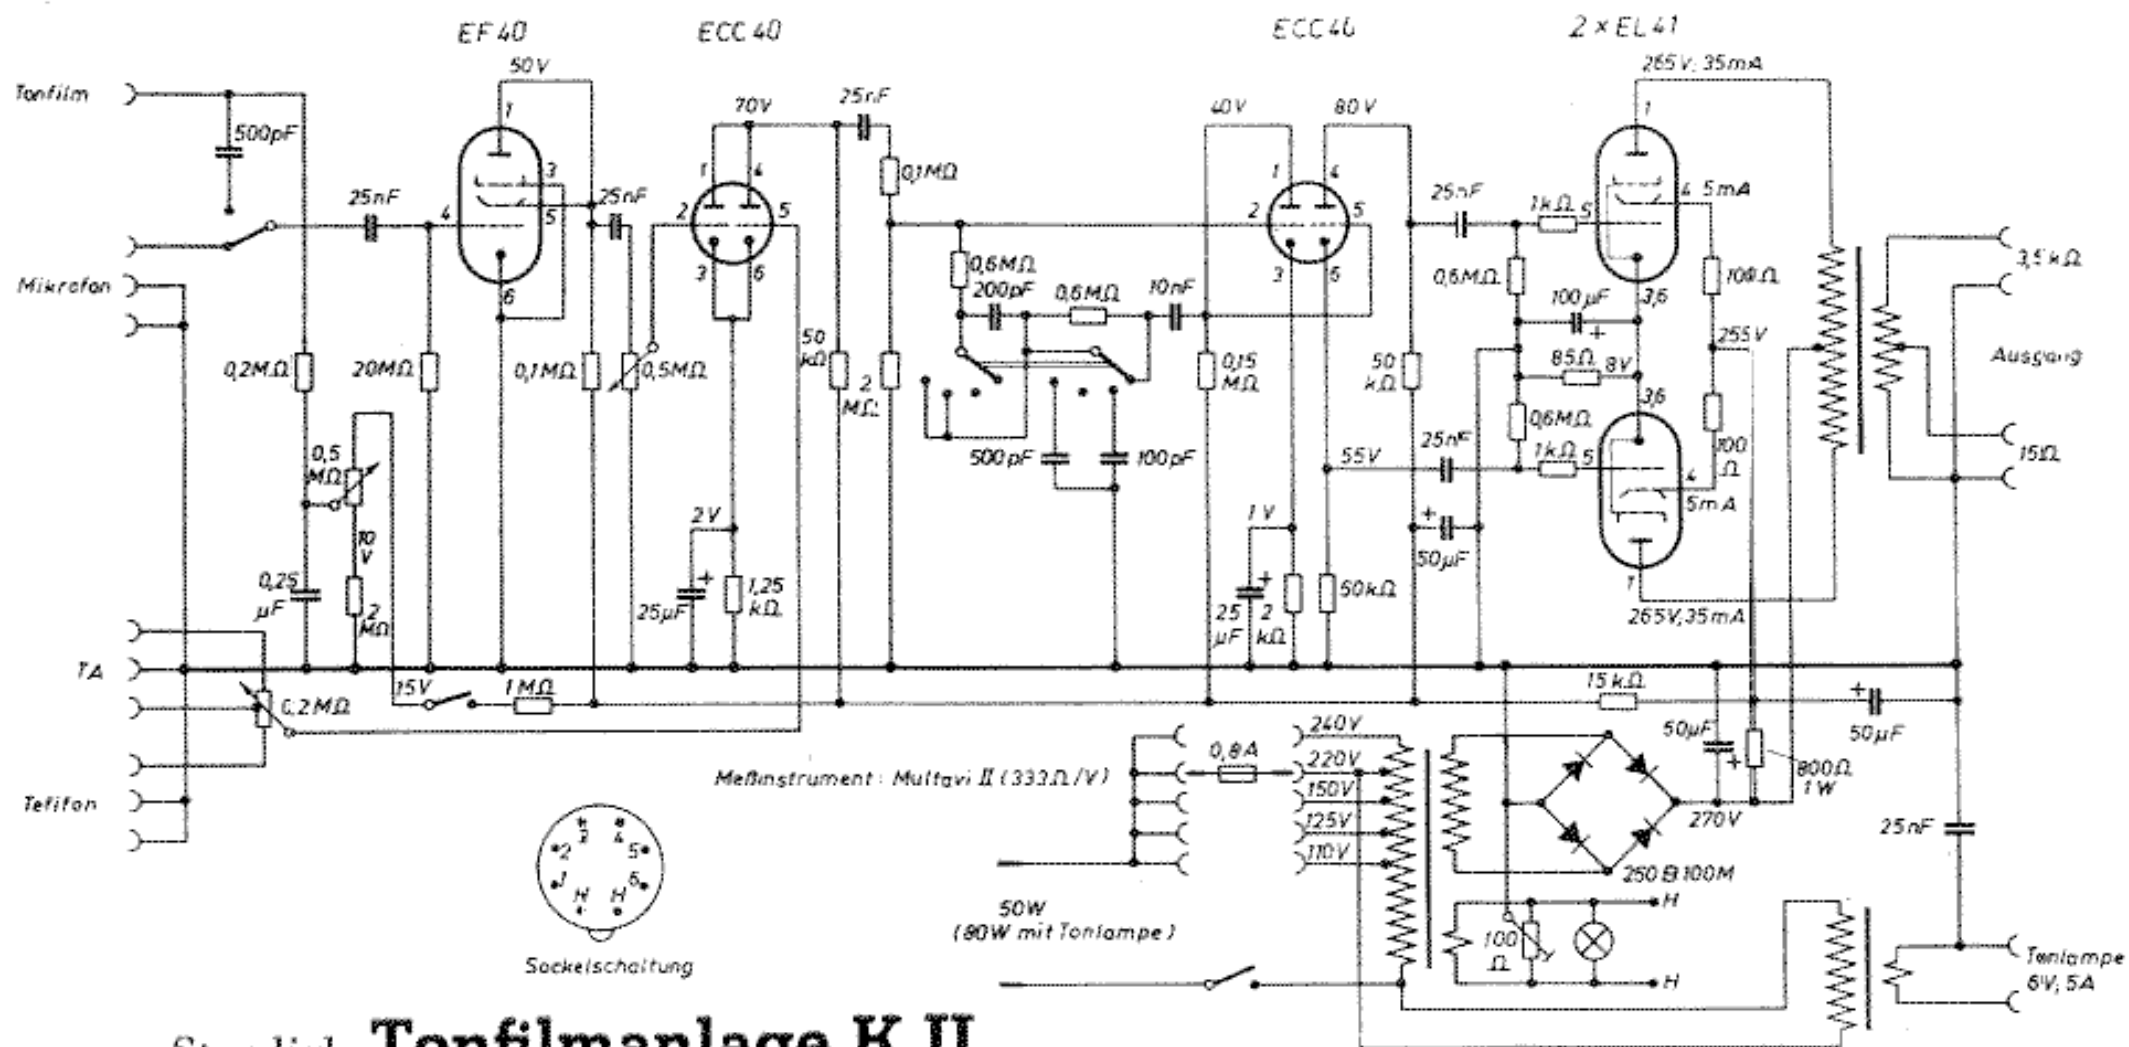 EF 40
ECC 40
ECC 40
2 x EL 41
50V
265V; 35mA
Tonfilm
500pF
70V
25nF
40V
80V
1
3
5
4
6
25nF
25nF
1
4
2
5
3
6
0,1MΩ
1
4
2
5
3
6
25nF
1kΩ
5
1
4
5mA
3,6
Mikrofon
0,2MΩ
20MΩ
0,1MΩ
0,5MΩ
50
kΩ
2
MΩ
0,6MΩ
200pF
0,6MΩ
10nF
0,15
MΩ
50
kΩ
0,6MΩ
100µF
+
100Ω
255V
3,5kΩ
Ausgang
15Ω
85Ω
8V
3,6
0,6MΩ
100
Ω
0,5
MΩ
10
V
500pF
100pF
55V
25nF
1kΩ
5
4
5mA
1
265V; 35mA
0,25
µF
2
MΩ
2V
+
25µF
1,25
kΩ
1V
+
25
µF
2
kΩ
50kΩ
+
50µF
TA
0,2MΩ
15V
1MΩ
15kΩ
+
50µF
50µF
+
800Ω
1W
Meßinstrument: Multavi II (333Ω/V)
0,8A
240V
220V
150V
125V
110V
270V
250 B 100 M
25nF
Tefifon
3
4
2
5
1
6
H
H
Sockelschaltung
50W
(80W mit Tonlampe)
100
Ω
H
H
Tonlampe
6V; 5A
Tonfilmanlage K II